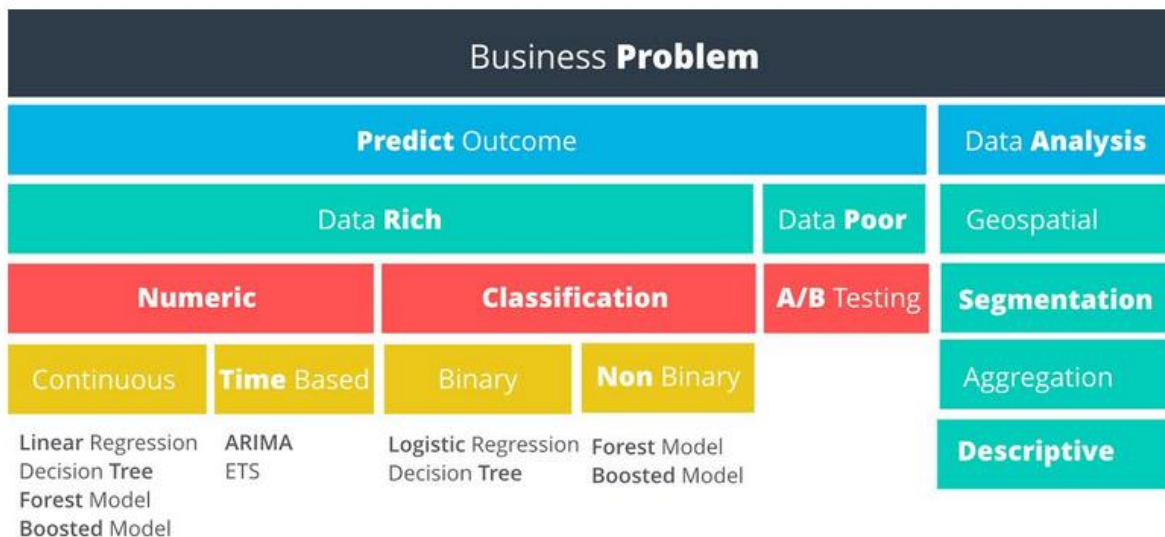 Business Problem
Predict Outcome
Data Analysis
Data Rich
Data Poor
Geospatial
Numeric
Classification
A/B Testing
Segmentation
Continuous
Time Based
Binary
Non Binary
Aggregation
Linear Regression
Decision Tree
Forest Model
Boosted Model
ARIMA
ETS
Logistic Regression
Decision Tree
Forest Model
Boosted Model
Descriptive